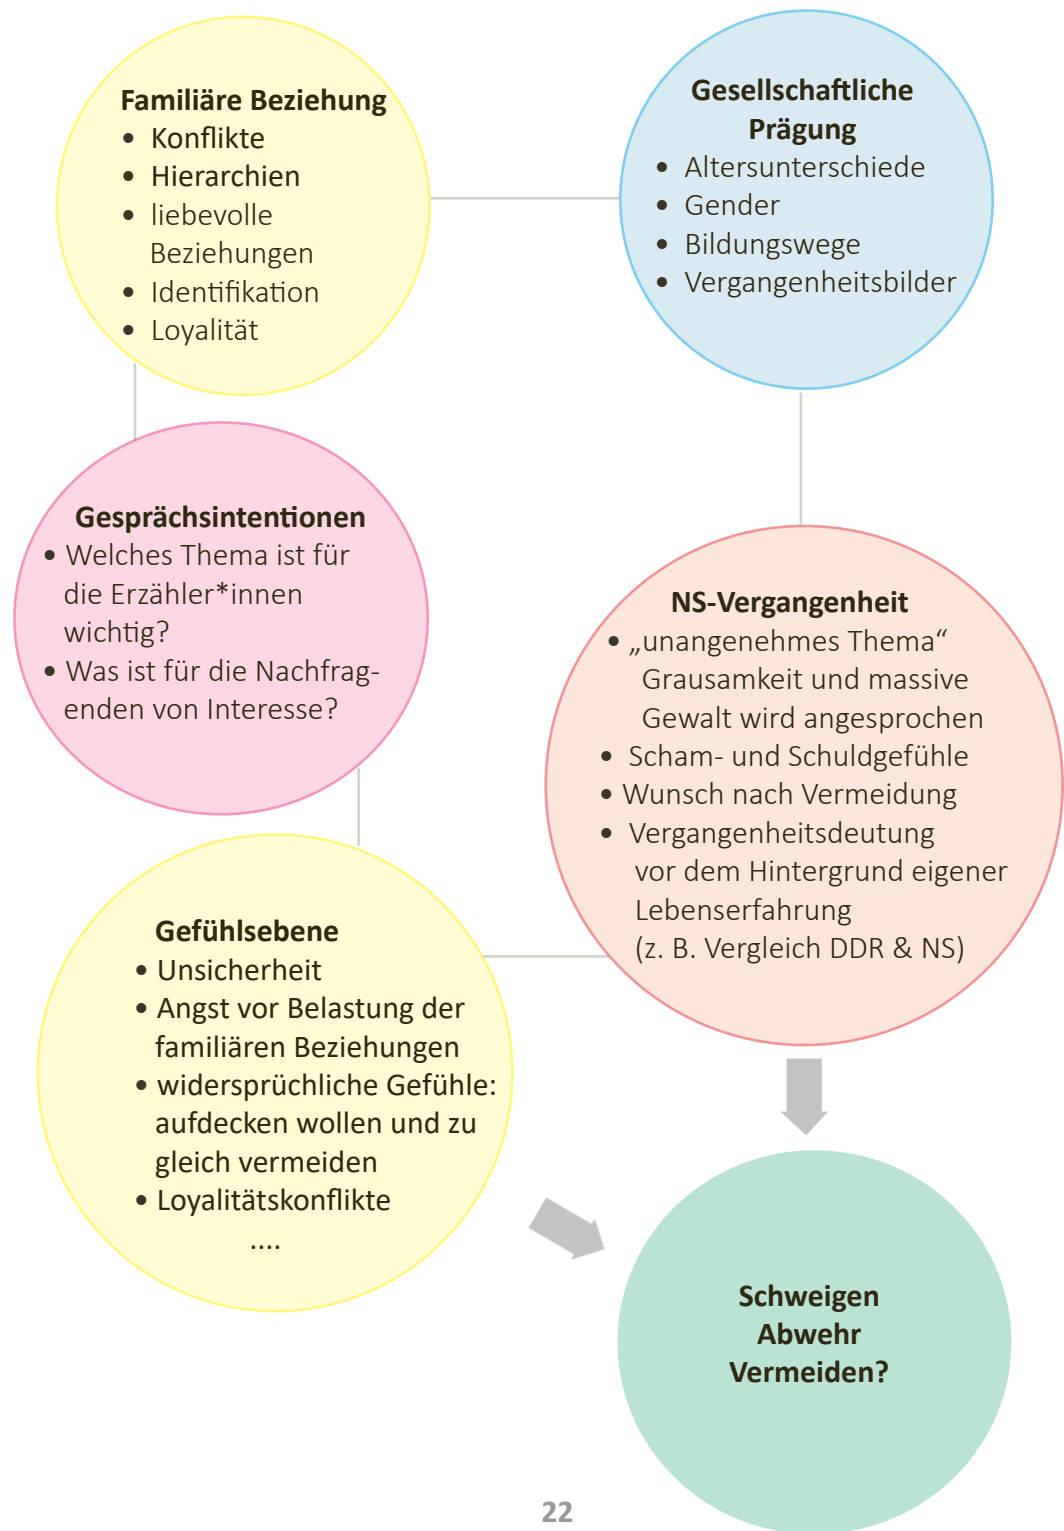 Familiäre Beziehung
• Konflikte
• Hierarchien
• liebevolle
Beziehungen
• Identifikation
• Loyalität
Gesellschaftliche
Prägung
• Altersunterschiede
• Gender
• Bildungswege
• Vergangenheitsbilder
Gesprächsintentionen
• Welches Thema ist für
die Erzähler*innen
wichtig?
• Was ist für die Nachfrag-
enden von Interesse?
NS-Vergangenheit
• „unangenehmes Thema“
Grausamkeit und massive
Gewalt wird angesprochen
• Scham- und Schuldgefühle
• Wunsch nach Vermeidung
• Vergangenheitsdeutung
vor dem Hintergrund eigener
Lebenserfahrung
(z. B. Vergleich DDR & NS)
Gefühlsebene
• Unsicherheit
• Angst vor Belastung der
familiären Beziehungen
• widersprüchliche Gefühle:
aufdecken wollen und zu
gleich vermeiden
• Loyalitätskonflikte
....
Schweigen
Abwehr
Vermeiden?
22